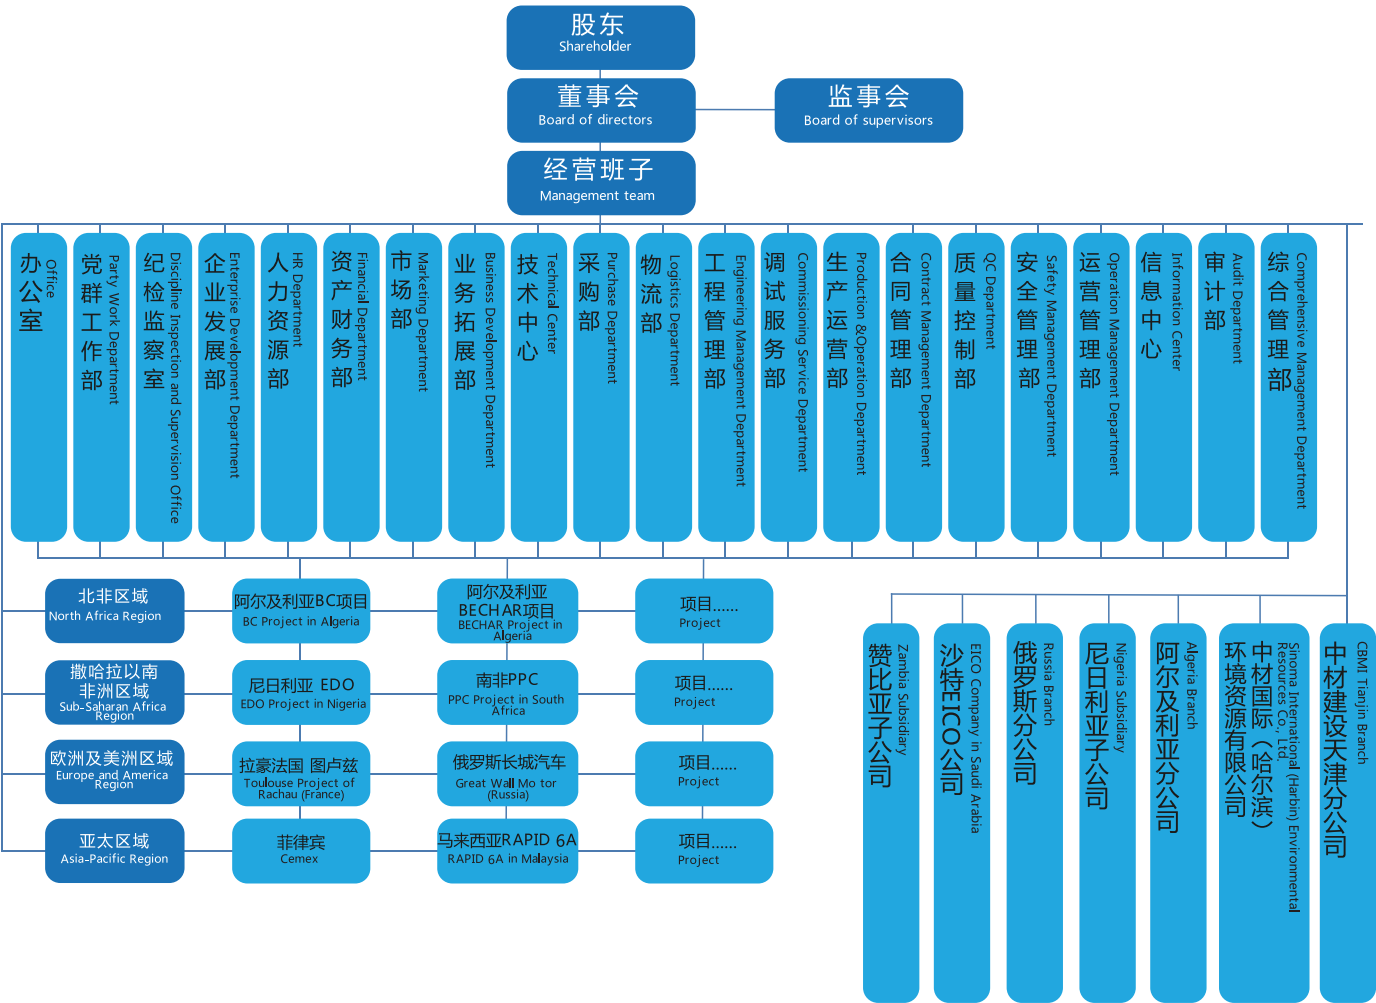 股东
Shareholder
董事会
Board of directors
监事会
Board of supervisors
经营班子
Management team
办公室
Office
党群工作部
Party Work Department
纪检监察室
Discipline Inspection and Supervision Office
企业发展部
Enterprise Development Department
人力资源部
HR Department
资产财务部
Financial Department
市场部
Marketing Department
业务拓展部
Business Development Department
技术中心
Technical Center
采购部
Purchase Department
物流部
Logistics Department
工程管理部
Engineering Management Department
调试服务部
Commissioning Service Department
生产运营部
Production &Operation Department
合同管理部
Contract Management Department
质量控制部
QC Department
安全管理部
Safety Management Department
运营管理部
Operation Management Department
信息中心
Information Center
审计部
Audit Department
综合管理部
Comprehensive Management Department
北非区域
North Africa Region
阿尔及利亚BC项目
BC Project in Algeria
阿尔及利亚
BECHAR项目
BECHAR Project in
Algeria
项目......
Project
撒哈拉以南
非洲区域
Sub-Saharan Africa
Region
尼日利亚 EDO
EDO Project in Nigeria
南非PPC
PPC Project in South
Africa
项目......
Project
欧洲及美洲区域
Europe and America
Region
拉豪法国 图卢兹
Toulouse Project of
Rachau (France)
俄罗斯长城汽车
Great Wall Mo tor
(Russia)
项目......
Project
亚太区域
Asia-Pacific Region
菲律宾
Cemex
马来西亚RAPID 6A
RAPID 6A in Malaysia
项目......
Project
赞比亚子公司
Zambia Subsidiary
沙特EICO公司
EICO Company in Saudi Arabia
俄罗斯分公司
Russia Branch
尼日利亚子公司
Nigeria Subsidiary
阿尔及利亚分公司
Algeria Branch
中材国际（哈尔滨）
环境资源有限公司
Sinoma International (Harbin) Environmental
Resources Co., Ltd.
中材建设天津分公司
CBMI Tianjin Branch